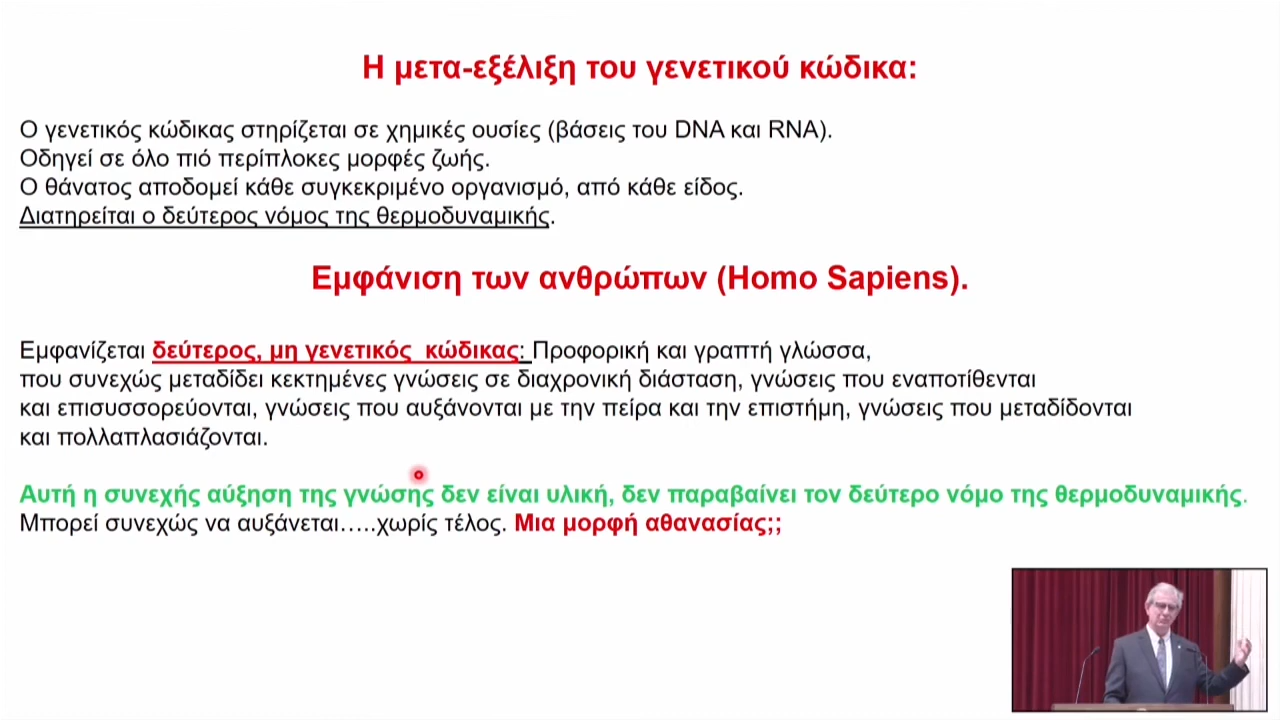 Η μετα-εξέλιξη του γενετικού κώδικα:
Ο γενετικός κώδικας στηρίζεται σε χημικές ουσίες (βάσεις του DNA και RNA).
Οδηγεί σε όλο πιό περίπλοκες μορφές ζωής.
Ο θάνατος αποδομεί κάθε συγκεκριμένο οργανισμό, από κάθε είδος.
Διατηρείται ο δεύτερος νόμος της θερμοδυναμικής.
Εμφάνιση των ανθρώπων (Homo Sapiens).
Εμφανίζεται δεύτερος, μη γενετικός κώδικας: Προφορική και γραπτή γλώσσα,
που συνεχώς μεταδίδει κεκτημένες γνώσεις σε διαχρονική διάσταση, γνώσεις που εναποτίθενται
και επισυσσορεύονται, γνώσεις που αυξάνονται με την πείρα και την επιστήμη, γνώσεις που μεταδίδονται
και πολλαπλασιάζονται.
Αυτή η συνεχής αύξηση της γνώσης δεν είναι υλική, δεν παραβαίνει τον δεύτερο νόμο της θερμοδυναμικής.
Μπορεί συνεχώς να αυξάνεται…..χωρίς τέλος. Μια μορφή αθανασίας;;